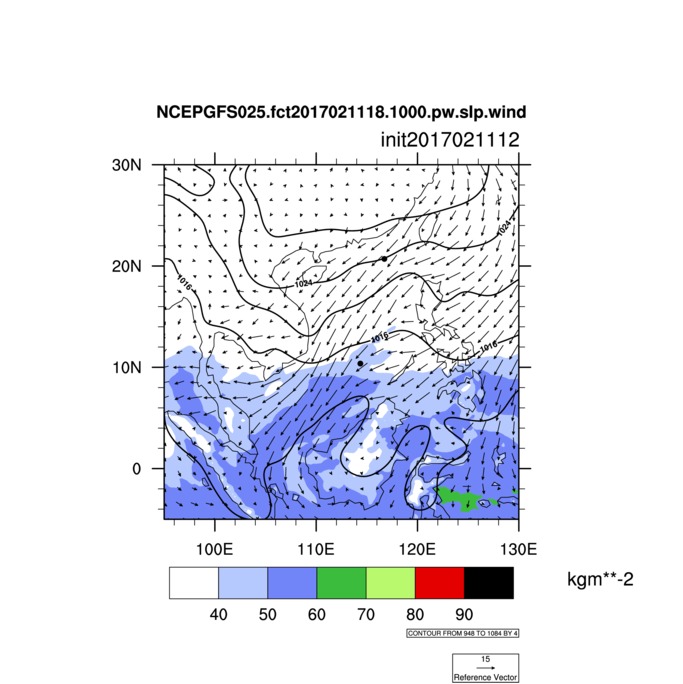 NCEPGFS025.fct2017021118.1000.pw.slp.wind
init2017021112
30N
20N
10N
0
1024
1016
1024
1016
1016
100E 110E 120E 130E
40 50 60 70 80 90
kgm**-2
CONTOUR FROM 948 TO 1084 BY 4
15
Reference Vector